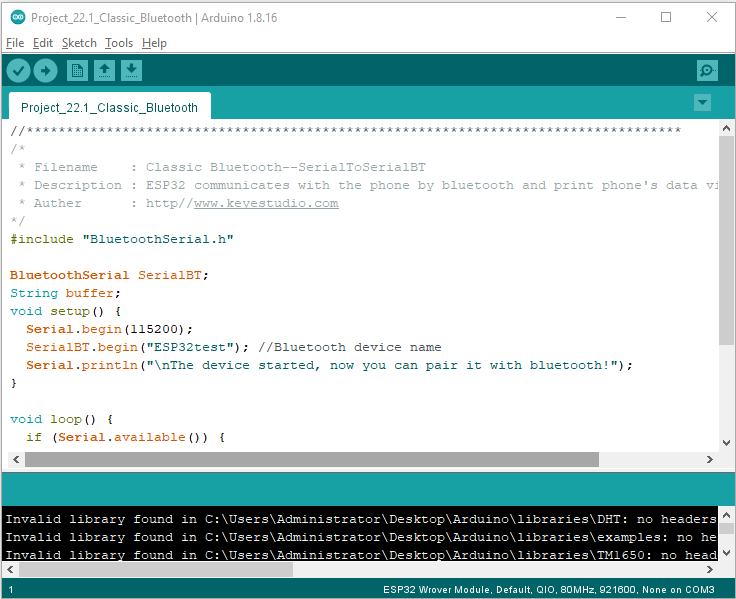 Project_22.1_Classic_Bluetooth | Arduino 1.8.16
File Edit Sketch Tools Help
Project_22.1_Classic_Bluetooth
//**********************************************************************************
/*
 * Filename    : Classic Bluetooth--SerialToSerialBT
 * Description : ESP32 communicates with the phone by bluetooth and print phone's data vi
 * Auther      : http//www.keyestudio.com
*/
#include "BluetoothSerial.h"
BluetoothSerial SerialBT;
String buffer;
void setup() {
  Serial.begin(115200);
  SerialBT.begin("ESP32test"); //Bluetooth device name
  Serial.println("\nThe device started, now you can pair it with bluetooth!");
}
void loop() {
  if (Serial.available()) {
Invalid library found in C:\Users\Administrator\Desktop\Arduino\libraries\DHT: no headers
Invalid library found in C:\Users\Administrator\Desktop\Arduino\libraries\examples: no he
Invalid library found in C:\Users\Administrator\Desktop\Arduino\libraries\TM1650: no head
1 ESP32 Wrover Module, Default, QIO, 80MHz, 921600, None on COM3